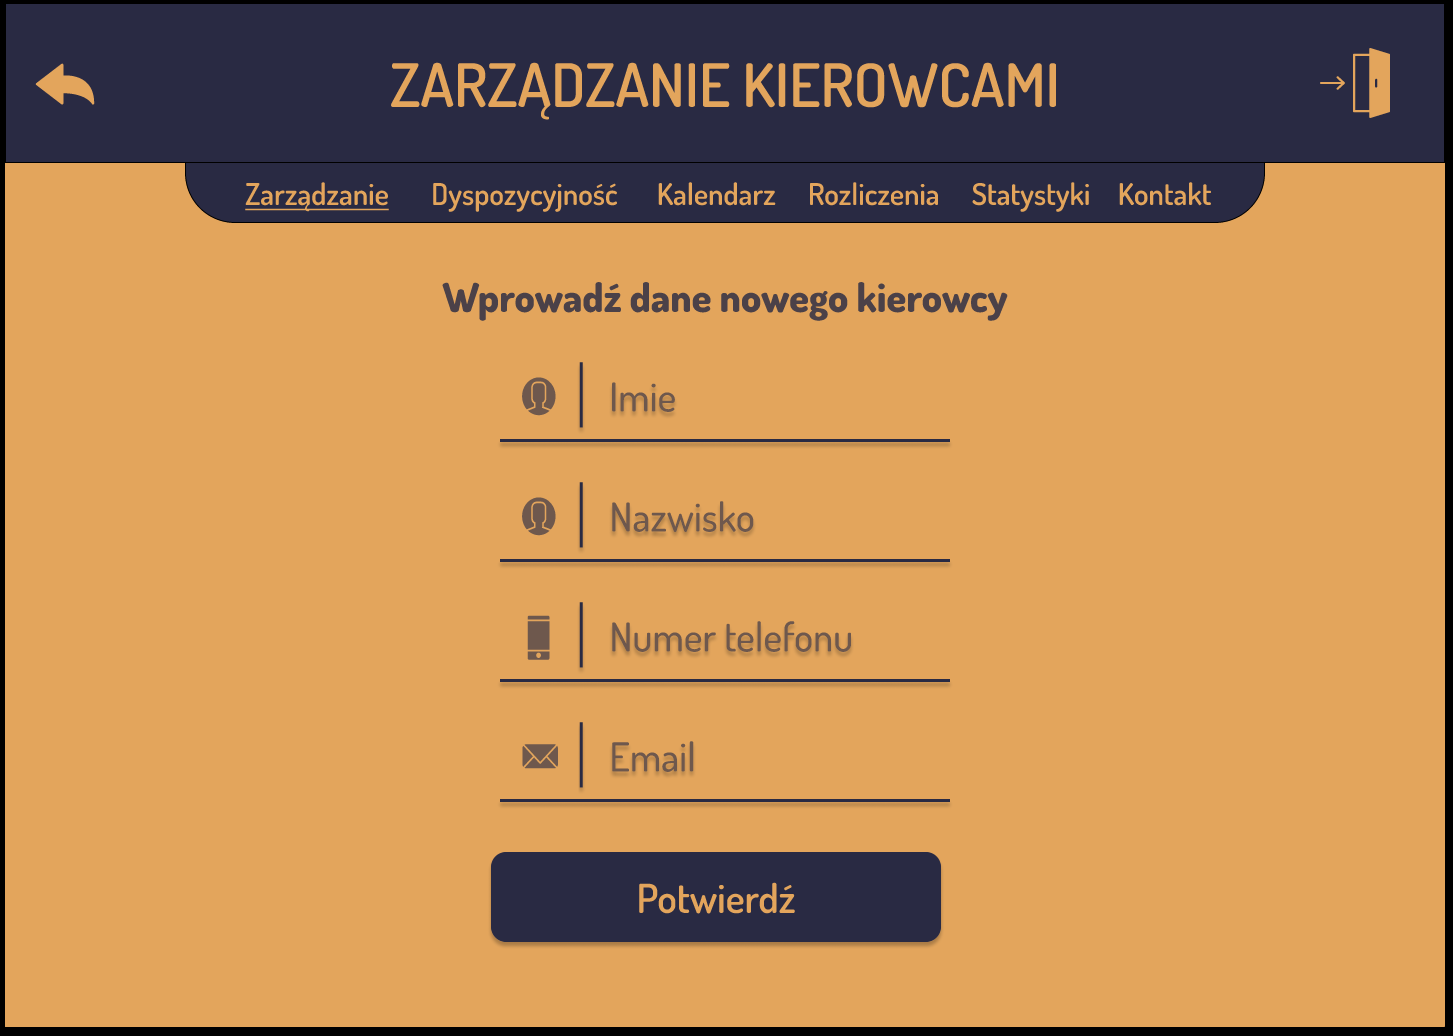 ZARZĄDZANIE KIEROWCAMI
Zarządzanie Dyspozycyjność Kalendarz Rozliczenia Statystyki Kontakt
Wprowadź dane nowego kierowcy
Imie
Nazwisko
Numer telefonu
Email
Potwierdź